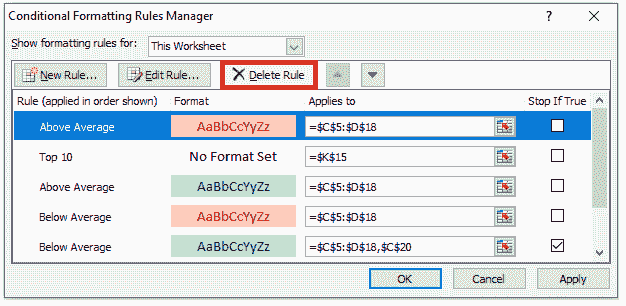 Conditional Formatting Rules Manager ? ×
Show formatting rules for: This Worksheet
New Rule... Edit Rule... Delete Rule
Rule (applied in order shown) Format Applies to Stop If True
Above Average AaBbCcYyZz =$C$5:$D$18
Top 10 No Format Set =$K$15
Above Average AaBbCcYyZz =$C$5:$D$18
Below Average AaBbCcYyZz =$C$5:$D$18
Below Average AaBbCcYyZz =$C$5:$D$18,$C$20
OK Cancel Apply